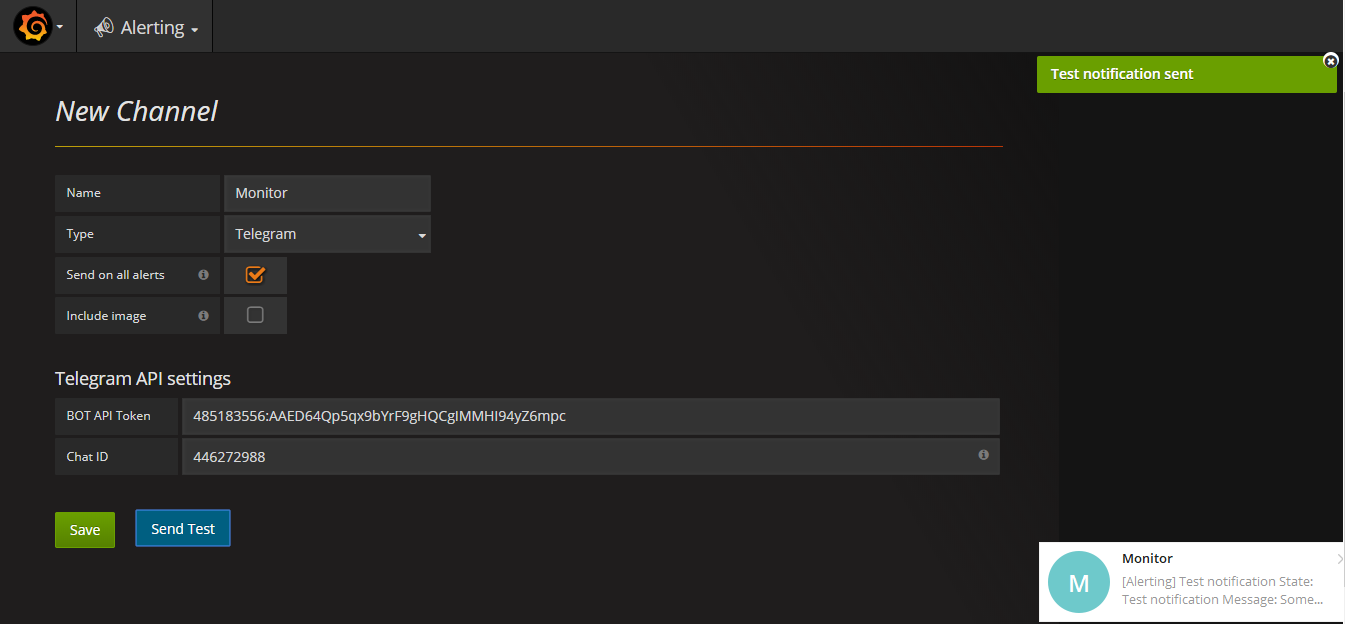 Alerting
Test notification sent
New Channel
Name Monitor
Type Telegram
Send on all alerts
Include image
Telegram API settings
BOT API Token 485183556:AAED64Qp5qx9bYrF9gHQCgIMMHI94yZ6mpc
Chat ID 446272988
Save Send Test
M
Monitor
[Alerting] Test notification State:
Test notification Message: Some...